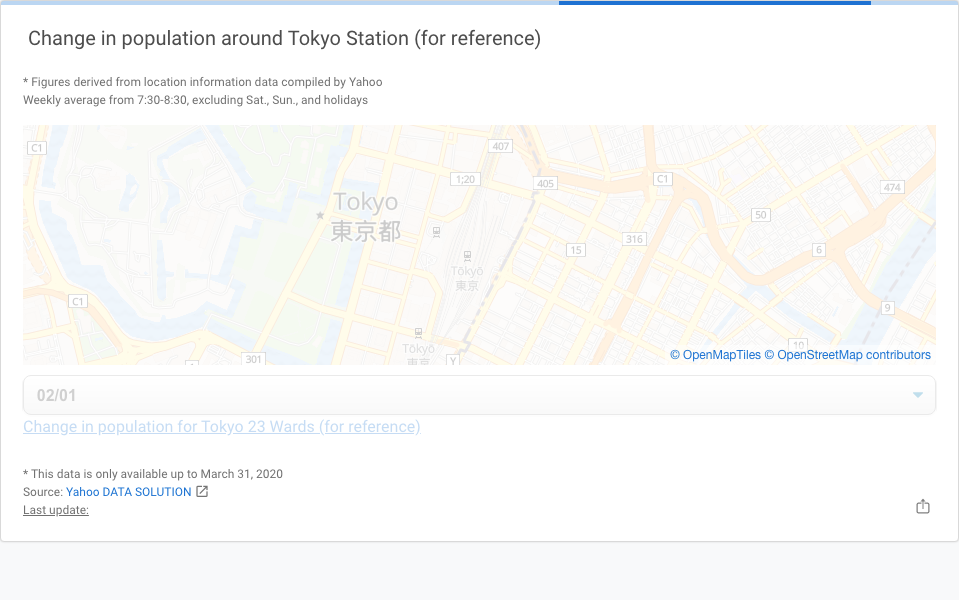 Change in population around Tokyo Station (for reference)
* Figures derived from location information data compiled by Yahoo
Weekly average from 7:30-8:30, excluding Sat., Sun., and holidays
C1
407
1;20
405
C1
474
Tokyo
東京都
50
316
15
6
Tōkyō
東京
C1
9
10
Tōkyō
301
Y
© OpenMapTiles © OpenStreetMap contributors
02/01
Change in population for Tokyo 23 Wards (for reference)
* This data is only available up to March 31, 2020
Source: Yahoo DATA SOLUTION
Last update: